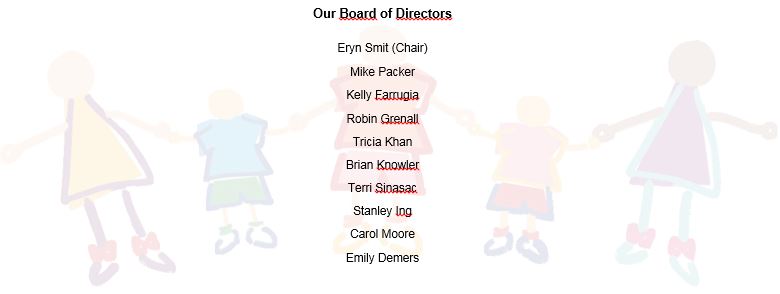 Our Board of Directors
Eryn Smit (Chair)
Mike Packer
Kelly Farrugia
Robin Grenall
Tricia Khan
Brian Knowler
Terri Sinasac
Stanley Ing
Carol Moore
Emily Demers